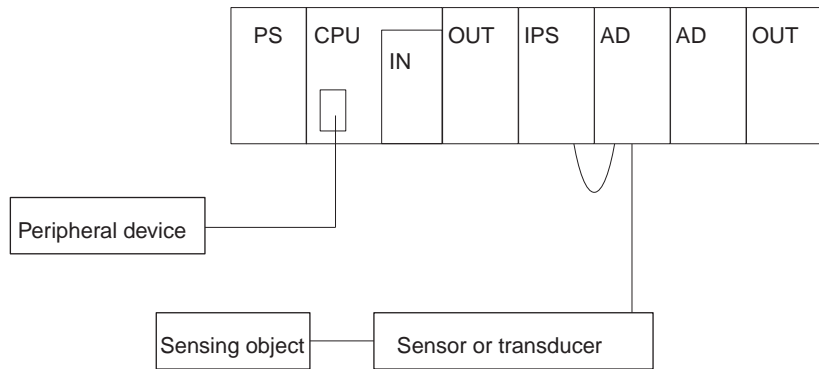 PS CPU IN OUT IPS AD AD OUT
Peripheral device
Sensing object Sensor or transducer